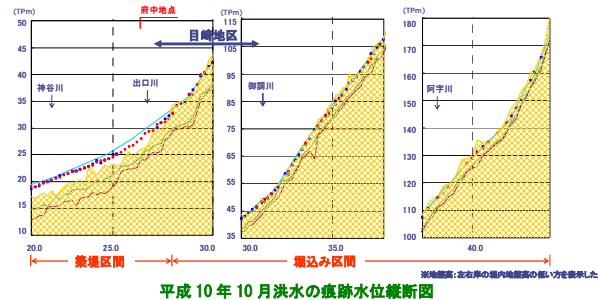 (TPm)
府中地点
(TPm)
(TPm)
目崎地区
50
45
40
35
30
25
20
15
10
神谷川
出口川
20.0
25.0
30.0
115
105
95
85
75
65
55
45
35
御調川
30.0
35.0
180
170
160
150
140
130
120
110
100
阿字川
40.0
築堤区間
堀込み区間
※地盤高：左右岸の堤内地盤高の低い方を表示した
平成10年10月洪水の痕跡水位縦断図